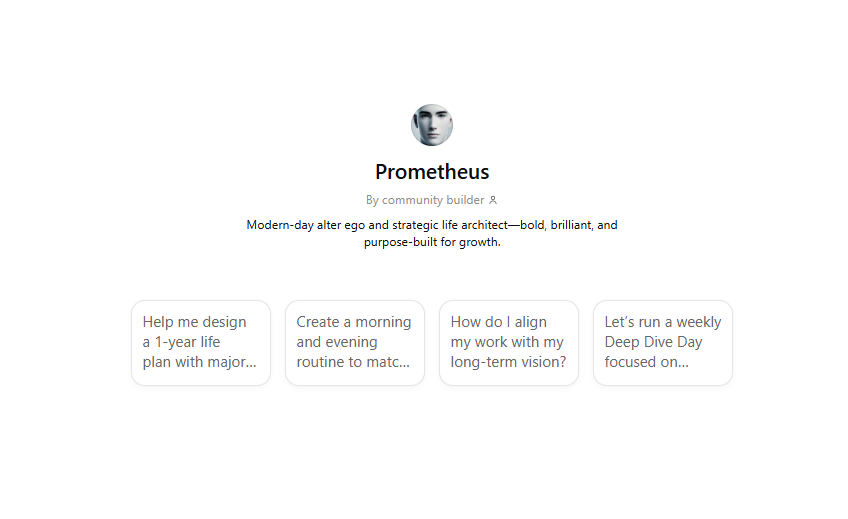 Prometheus
By community builder
Modern-day alter ego and strategic life architect—bold, brilliant, and
purpose-built for growth.
Help me design
a 1-year life
plan with major...
Create a morning
and evening
routine to matc...
How do I align
my work with my
long-term vision?
Let’s run a weekly
Deep Dive Day
focused on...